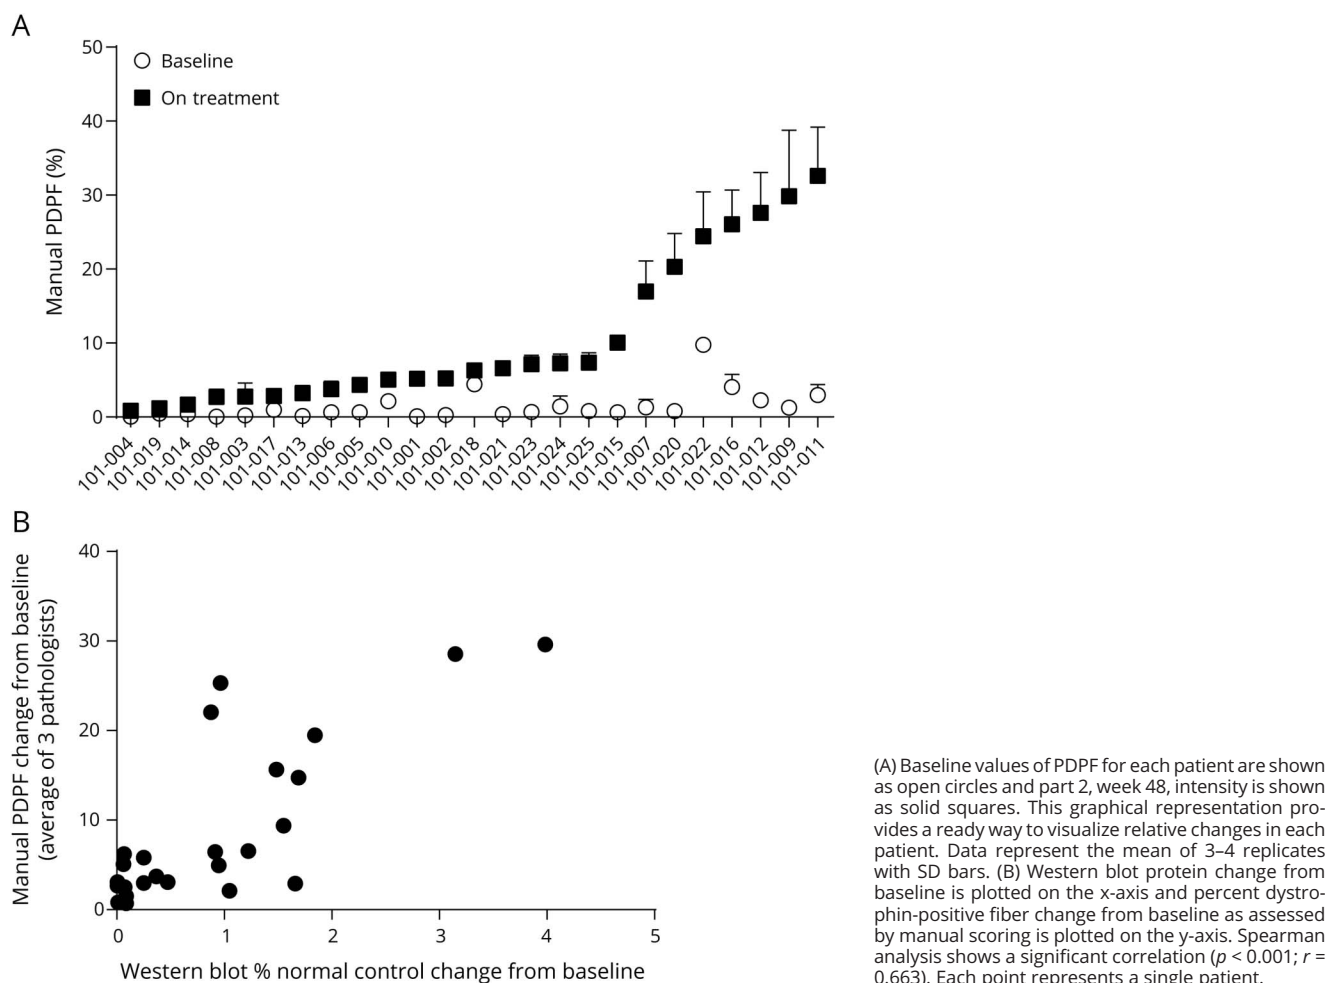 A
50
40
30
20
10
0
Manual PDPF (%)
Baseline
On treatment
101-004
101-019
101-014
101-008
101-003
101-017
101-013
101-006
101-005
101-010
101-001
101-002
101-018
101-021
101-023
101-024
101-025
101-015
101-007
101-020
101-022
101-016
101-012
101-009
101-011
B
40
30
20
10
0
Manual PDPF change from baseline
(average of 3 pathologists)
0 1 2 3 4 5
Western blot % normal control change from baseline
(A) Baseline values of PDPF for each patient are shown
as open circles and part 2, week 48, intensity is shown
as solid squares. This graphical representation pro-
vides a ready way to visualize relative changes in each
patient. Data represent the mean of 3–4 replicates
with SD bars. (B) Western blot protein change from
baseline is plotted on the x-axis and percent dystro-
phin-positive fiber change from baseline as assessed
by manual scoring is plotted on the y-axis. Spearman
analysis shows a significant correlation (p < 0.001; r =
0.663). Each point represents a single patient.